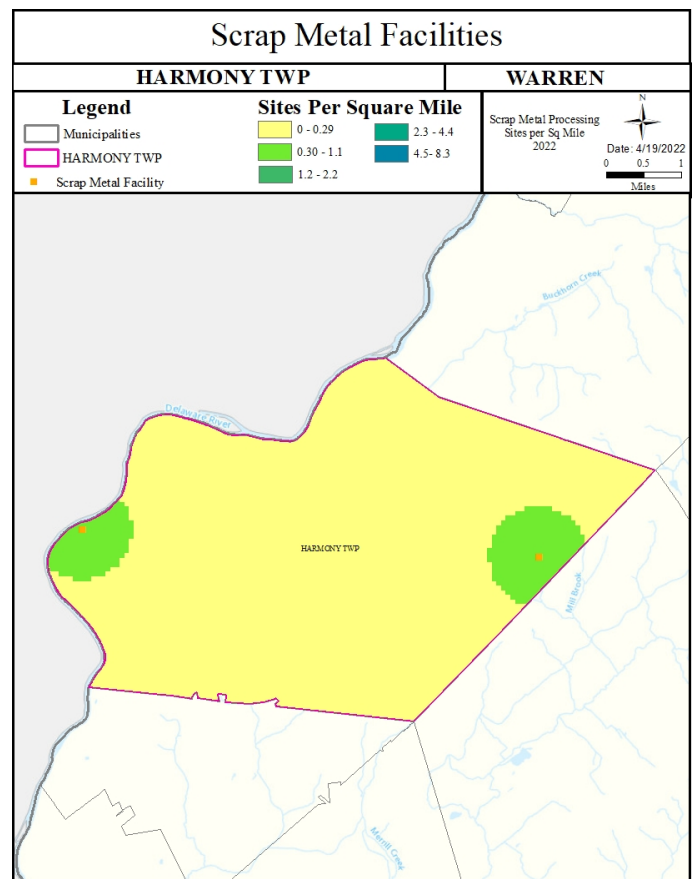 Scrap Metal Facilities
HARMONY TWP
WARREN
Legend
Municipalities
HARMONY TWP
Scrap Metal Facility
Sites Per Square Mile
0 - 0.29
0.30 - 1.1
1.2 - 2.2
2.3 - 4.4
4.5- 8.3
Scrap Metal Processing
Sites per Sq Mile
2022
N
Date: 4/19/2022
0 0.5 1
Miles
Buckhorn Creek
Delaware River
HARMONY TWP
Mill Brook
Merrill Creek